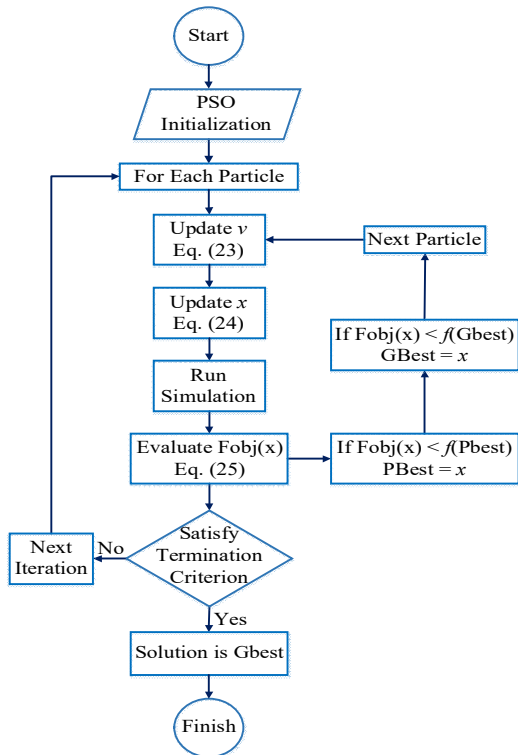 Start
PSO
Initialization
For Each Particle
Update v
Eq. (23)
Next Particle
Update x
Eq. (24)
If Fobj(x) < f(Gbest)
GBest = x
Run
Simulation
Evaluate Fobj(x)
Eq. (25)
If Fobj(x) < f(Pbest)
PBest = x
Satisfy
Termination
Criterion
No
Next
Iteration
Yes
Solution is Gbest
Finish